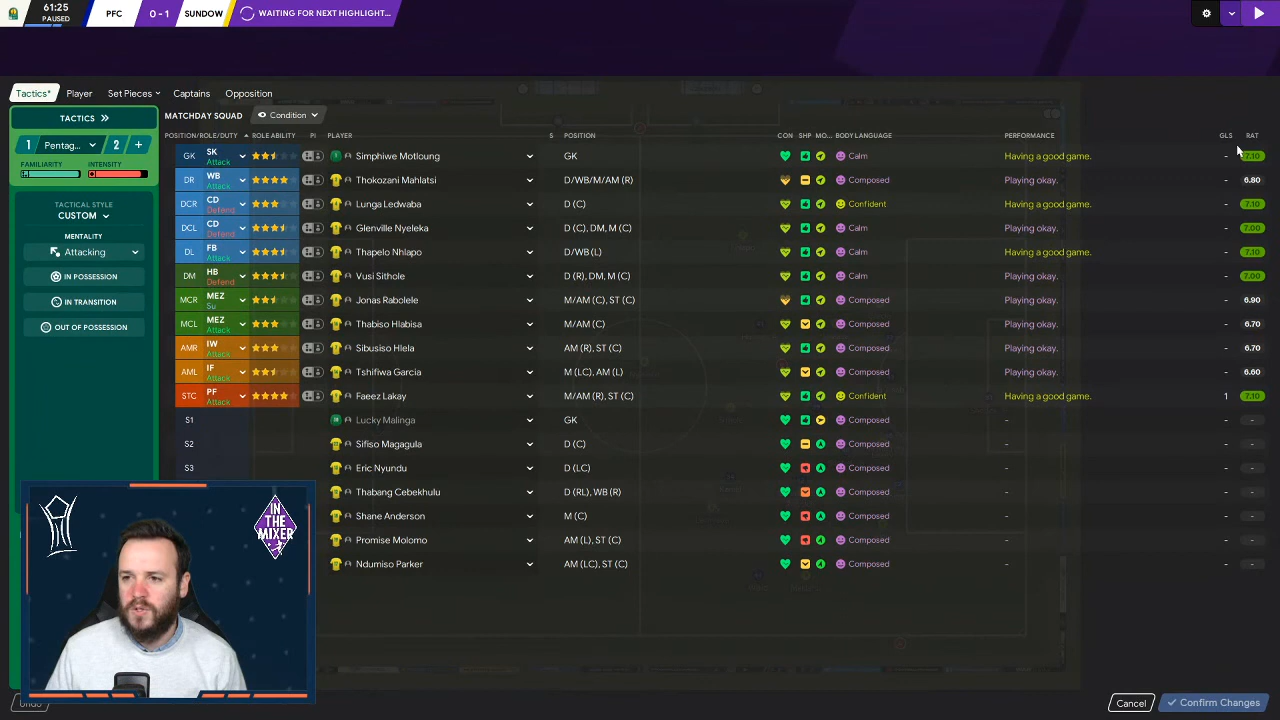 61:25 PFC 0 - 1 SUNDOW WAITING FOR NEXT HIGHLIGHT...
PAUSED
Tactics* Player Set Pieces Captains Opposition
TACTICS MATCHDAY SQUAD Condition
POSITION/ROLE/DUTY ROLE ABILITY PI PLAYER S POSITION CON SHP MO... BODY LANGUAGE PERFORMANCE GLS RAT
1 Pentag... 2 +
FAMILIARITY INTENSITY
TACTICAL STYLE
CUSTOM
MENTALITY
Attacking
IN POSSESSION
IN TRANSITION
OUT OF POSSESSION
GK SK Attack Simphiwe Motloung GK Calm Having a good game. - 7.10
DR WB Attack Thokozani Mahlatsi D/WB/M/AM (R) Composed Playing okay. - 6.80
DCR CD Defend Lunga Ledwaba D (C) Confident Having a good game. - 7.10
DCL CD Defend Glenville Nyeleka D (C), DM, M (C) Calm Playing okay. - 7.00
DL FB Attack Thapelo Nhlapo D/WB (L) Calm Having a good game. - 7.10
DM HB Defend Vusi Sithole D (R), DM, M (C) Calm Playing okay. - 7.00
MCR MEZ Su Jonas Rabolele M/AM (C), ST (C) Composed Playing okay. - 6.90
MCL MEZ Attack Thabiso Hlabisa M/AM (C) Composed Playing okay. - 6.70
AMR IW Attack Sibusiso Hlela AM (R), ST (C) Composed Playing okay. - 6.70
AML IF Attack Tshifiwa Garcia M (LC), AM (L) Composed Playing okay. - 6.60
STC PF Attack Faeez Lakay M/AM (R), ST (C) Confident Having a good game. 1 7.10
S1 Lucky Malinga GK Composed - - -
S2 Sifiso Magagula D (C) Composed - - -
S3 Eric Nyundu D (LC) Composed - - -
Thabang Cebekhulu D (RL), WB (R) Composed - - -
Shane Anderson M (C) Composed - - -
Promise Molomo AM (L), ST (C) Composed - - -
Ndumiso Parker AM (LC), ST (C) Composed - - -
IN THE MIXER
Undo Cancel Confirm Changes